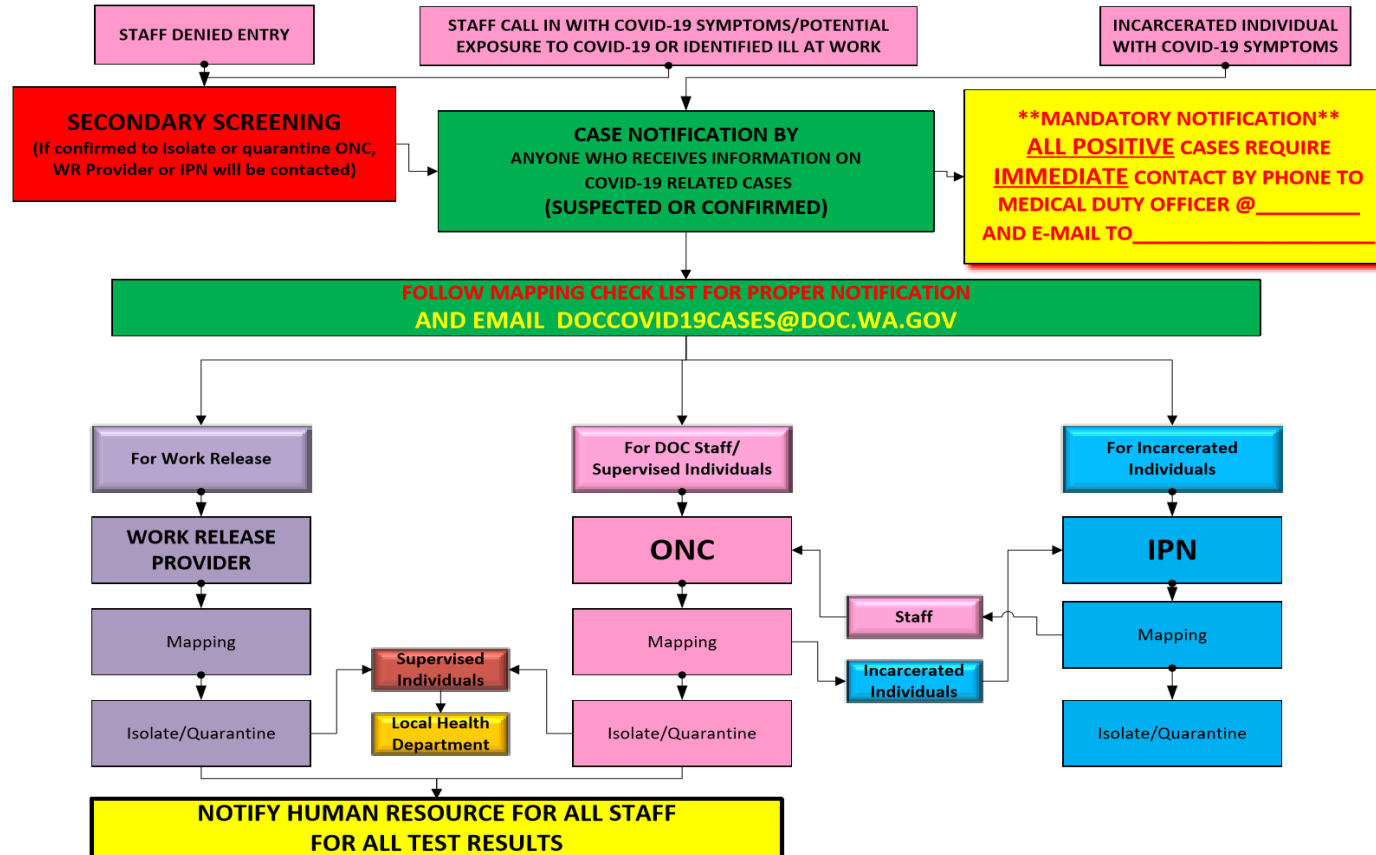 STAFF DENIED ENTRY
STAFF CALL IN WITH COVID-19 SYMPTOMS/POTENTIAL
EXPOSURE TO COVID-19 OR IDENTIFIED ILL AT WORK
INCARCERATED INDIVIDUAL
WITH COVID-19 SYMPTOMS
SECONDARY SCREENING
(If confirmed to isolate or quarantine ONC,
WR Provider or IPN will be contacted)
CASE NOTIFICATION BY
ANYONE WHO RECEIVES INFORMATION ON
COVID-19 RELATED CASES
(SUSPECTED OR CONFIRMED)
**MANDATORY NOTIFICATION**
ALL POSITIVE CASES REQUIRE
IMMEDIATE CONTACT BY PHONE TO
MEDICAL DUTY OFFICER @_________
AND E-MAIL TO_____________________
FOLLOW MAPPING CHECK LIST FOR PROPER NOTIFICATION
AND EMAIL DOCCOVID19CASES@DOC.WA.GOV
For Work Release
For DOC Staff/
Supervised Individuals
For Incarcerated
Individuals
WORK RELEASE
PROVIDER
ONC
IPN
Staff
Mapping
Mapping
Mapping
Supervised
Individuals
Incarcerated
Individuals
Isolate/Quarantine
Local Health
Department
Isolate/Quarantine
Isolate/Quarantine
NOTIFY HUMAN RESOURCE FOR ALL STAFF
FOR ALL TEST RESULTS